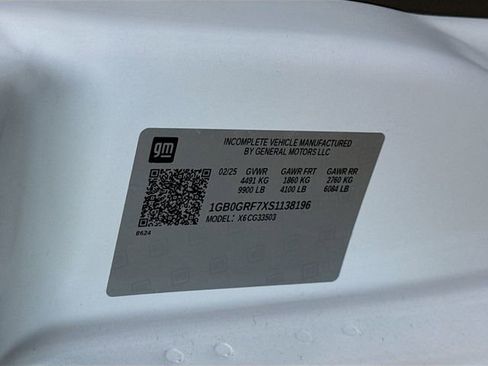 gm
INCOMPLETE VEHICLE MANUFACTURED
BY GENERAL MOTORS LLC
02/25 GVWR GAWR FRT GAWR RR
4491 KG 1860 KG 2760 KG
9900 LB 4100 LB 6084 LB
1GB0GRF7XS1138196
MODEL: X6CG33503
8624